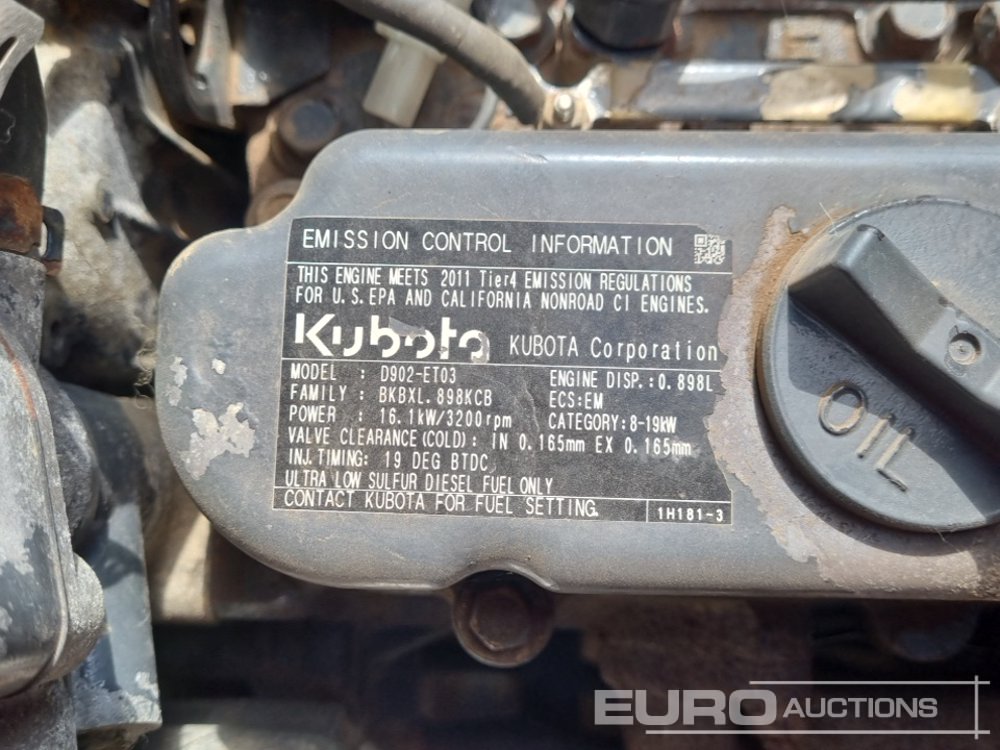 EMISSION CONTROL INFORMATION
THIS ENGINE MEETS 2011 Tier4 EMISSION REGULATIONS
FOR U.S. EPA AND CALIFORNIA NONROAD CI ENGINES.
Kubota KUBOTA Corporation
MODEL : D902-ET03 ENGINE DISP.:0.898L
FAMILY : BKBXL.898KCB ECS:EM
POWER : 16.1kW/3200rpm CATEGORY:8-19kW
VALVE CLEARANCE(COLD): IN 0.165mm EX 0.165mm
INJ.TIMING: 19 DEG BTDC
ULTRA LOW SULFUR DIESEL FUEL ONLY
CONTACT KUBOTA FOR FUEL SETTING. 1H181-3
OIL
EURO AUCTIONS